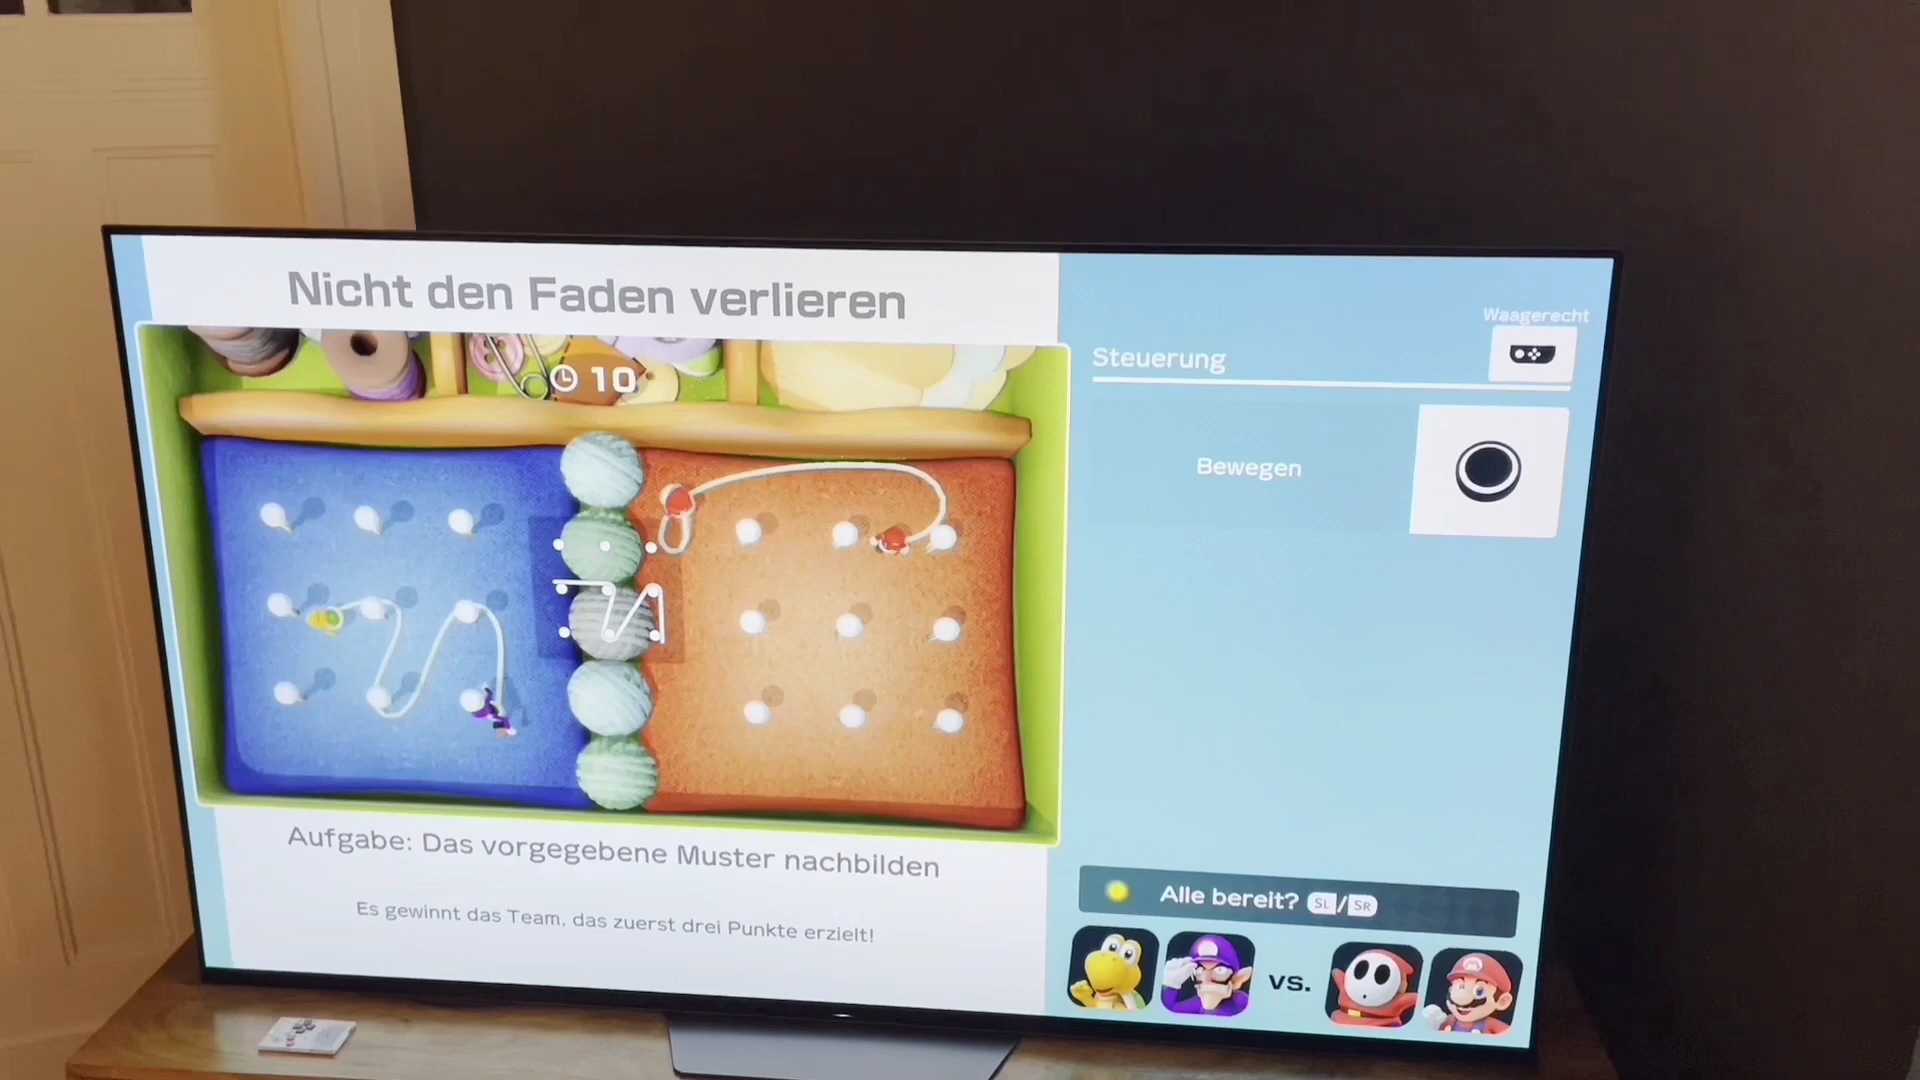 Nicht den Faden verlieren
Waagerecht
Steuerung
10
Bewegen
Aufgabe: Das vorgegebene Muster nachbilden
Es gewinnt das Team, das zuerst drei Punkte erzielt!
Alle bereit? SL/SR
vs.